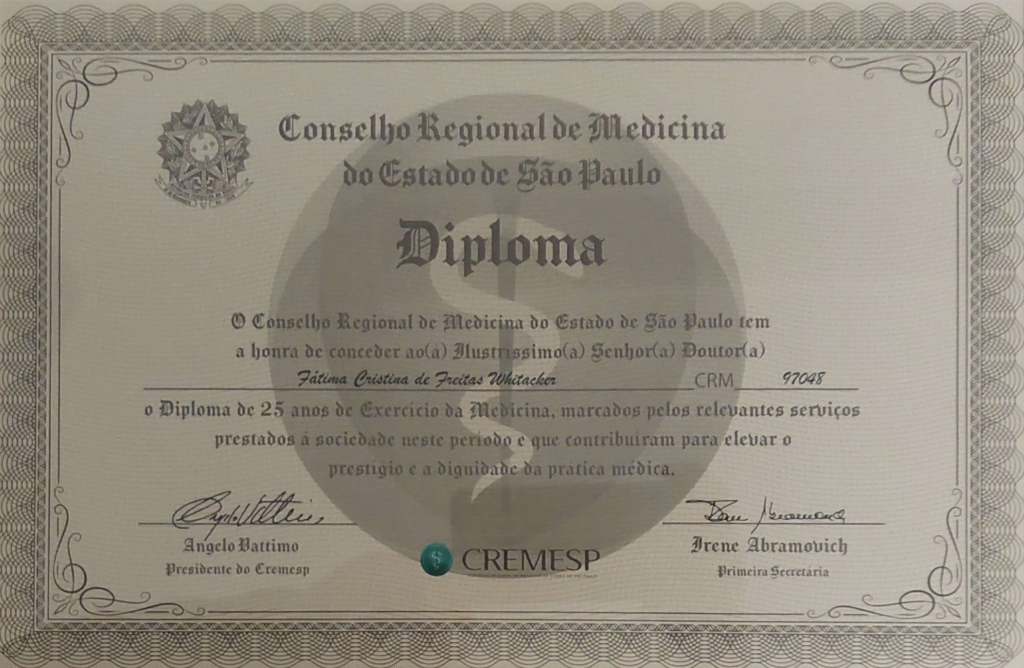 Conselho Regional de Medicina
do Estado de São Paulo
Diploma
O Conselho Regional de Medicina do Estado de São Paulo tem
a honra de conceder ao(à) Ilustríssimo(a) Senhor(a) Doutor(a)
Fátima Cristina de Freitas Whitacker CRM 97048
o Diploma de 25 anos de Exercício da Medicina, marcados pelos relevantes serviços
prestados à sociedade neste período e que contribuíram para elevar o
prestígio e a dignidade da prática médica.
Angelo Vattimo
Presidente do Cremesp
CREMESP
Irene Abramovich
Primeira Secretária